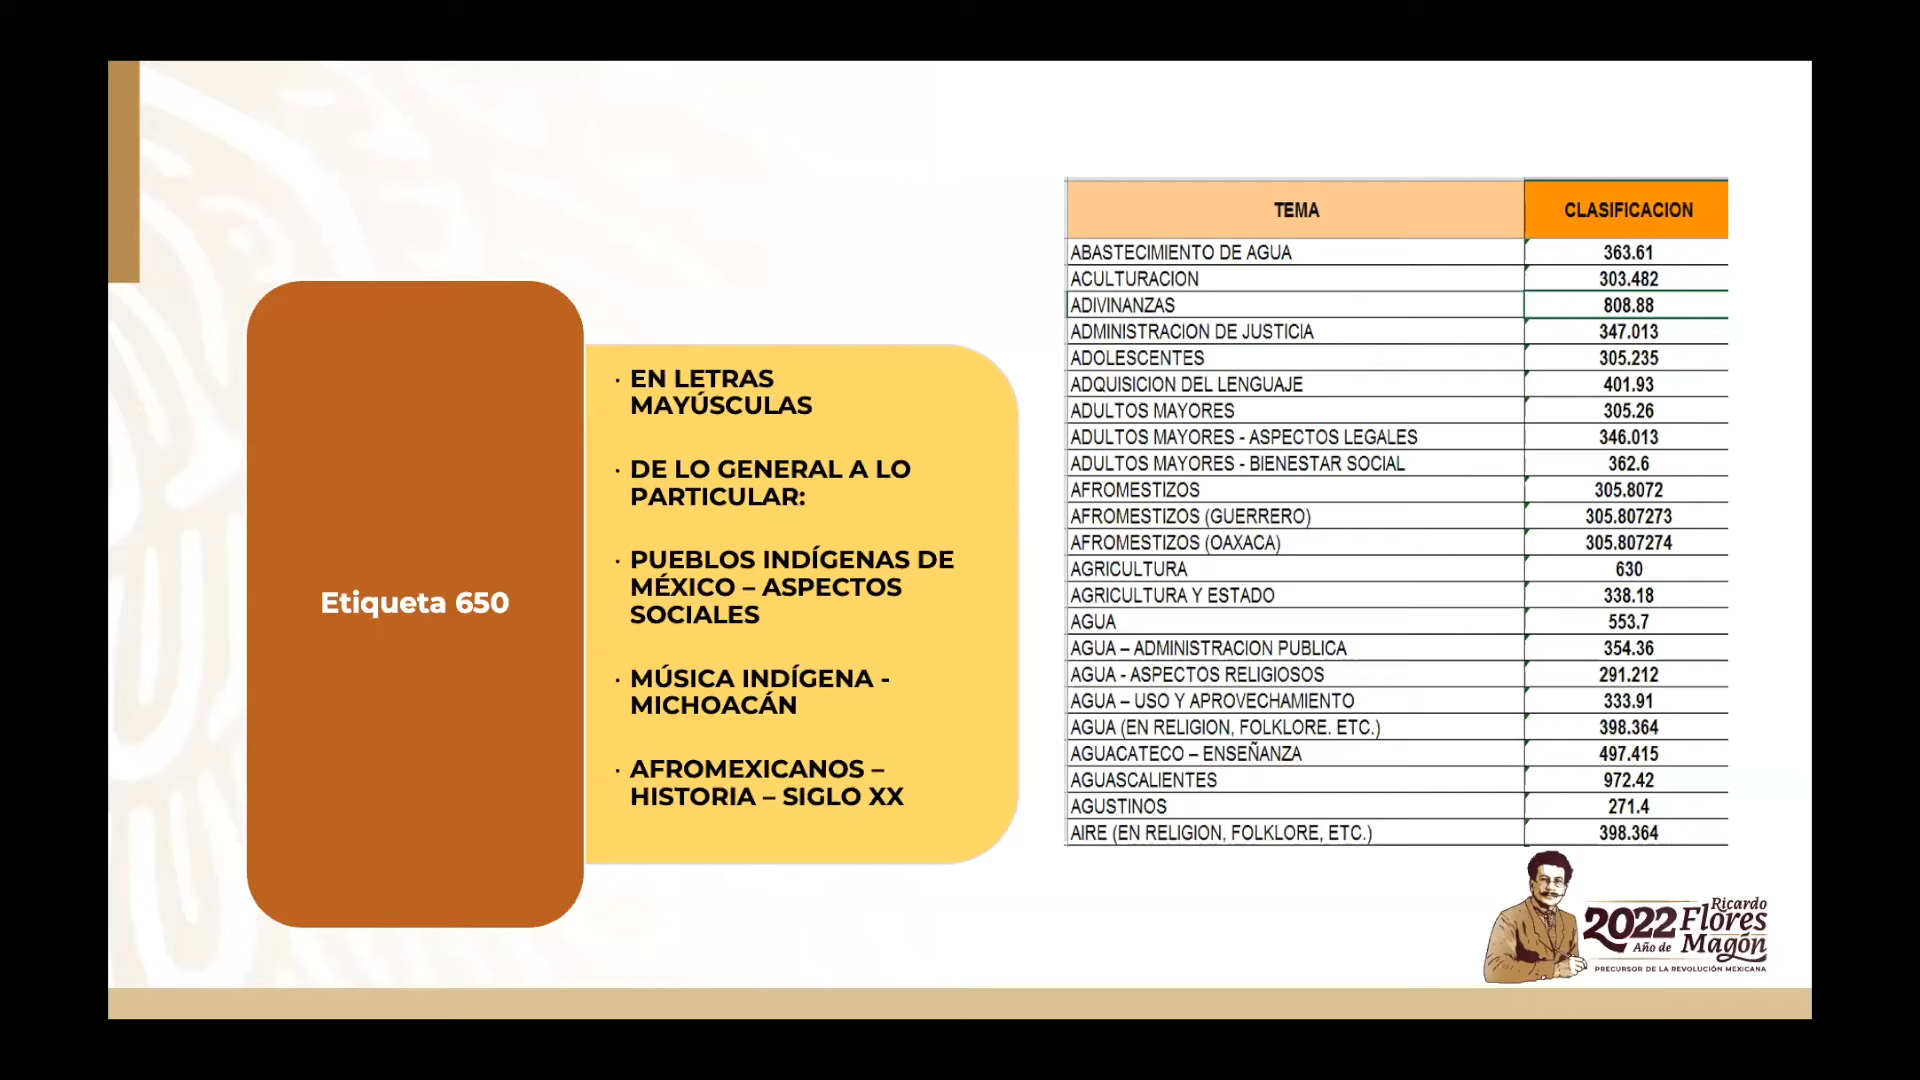 Etiqueta 650
· EN LETRAS
MAYÚSCULAS
· DE LO GENERAL A LO
PARTICULAR:
· PUEBLOS INDÍGENAS DE
MÉXICO – ASPECTOS
SOCIALES
· MÚSICA INDÍGENA -
MICHOACÁN
· AFROMEXICANOS –
HISTORIA – SIGLO XX
TEMA CLASIFICACION
ABASTECIMIENTO DE AGUA 363.61
ACULTURACION 303.482
ADIVINANZAS 808.88
ADMINISTRACION DE JUSTICIA 347.013
ADOLESCENTES 305.235
ADQUISICION DEL LENGUAJE 401.93
ADULTOS MAYORES 305.26
ADULTOS MAYORES - ASPECTOS LEGALES 346.013
ADULTOS MAYORES - BIENESTAR SOCIAL 362.6
AFROMESTIZOS 305.8072
AFROMESTIZOS (GUERRERO) 305.807273
AFROMESTIZOS (OAXACA) 305.807274
AGRICULTURA 630
AGRICULTURA Y ESTADO 338.18
AGUA 553.7
AGUA – ADMINISTRACION PUBLICA 354.36
AGUA - ASPECTOS RELIGIOSOS 291.212
AGUA – USO Y APROVECHAMIENTO 333.91
AGUA (EN RELIGION, FOLKLORE. ETC.) 398.364
AGUACATECO – ENSEÑANZA 497.415
AGUASCALIENTES 972.42
AGUSTINOS 271.4
AIRE (EN RELIGION, FOLKLORE, ETC.) 398.364
2022 Ricardo
Flores
Año de Magón
PRECURSOR DE LA REVOLUCIÓN MEXICANA